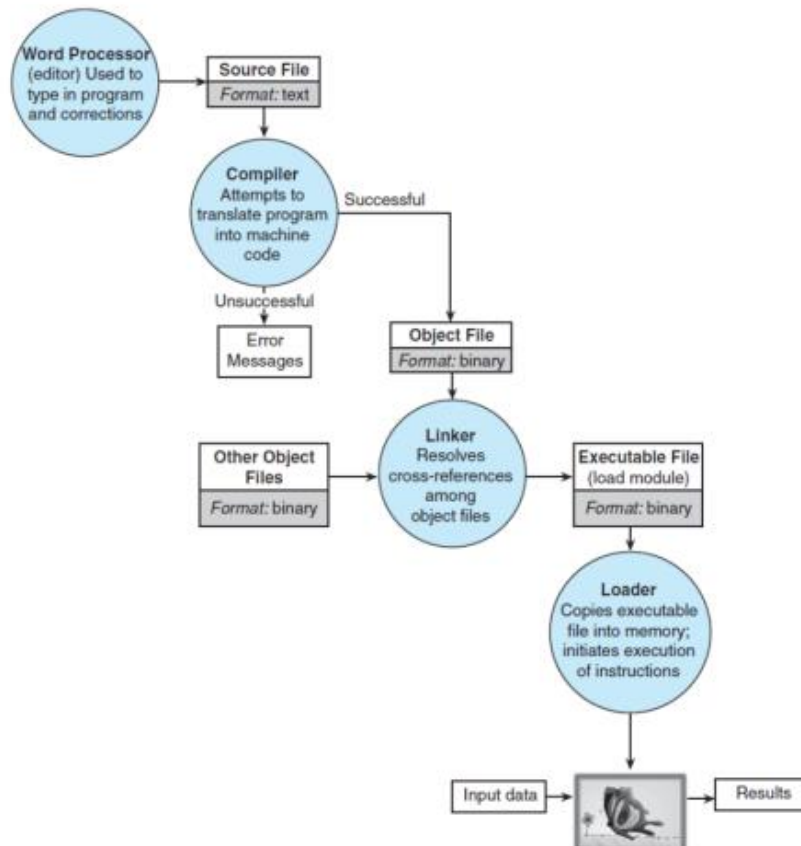 Word Processor
(editor) Used to
type in program
and corrections
Source File
Format: text
Compiler
Attempts to
translate program
into machine
code
Successful
Unsuccessful
Error
Messages
Object File
Format: binary
Other Object
Files
Format: binary
Linker
Resolves
cross-references
among
object files
Executable File
(load module)
Format: binary
Loader
Copies executable
file into memory;
initiates execution
of instructions
Input data
Results